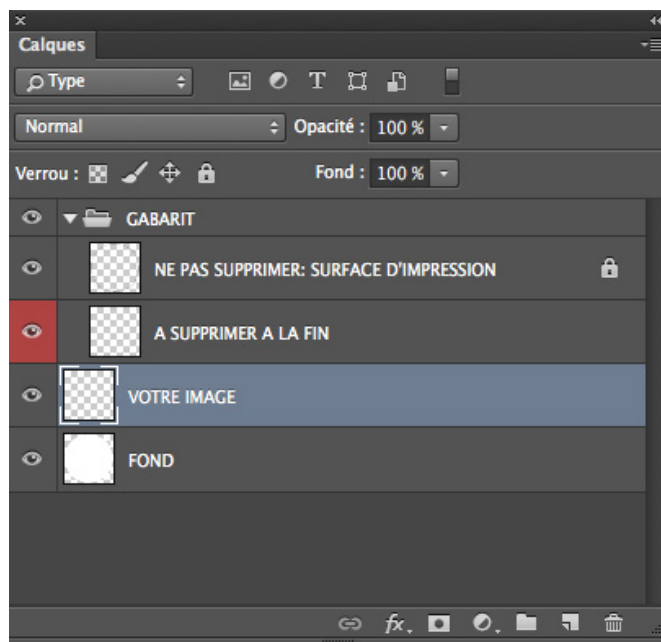 Calques
Type
Normal Opacité : 100 %
Verrou : Fond : 100 %
GABARIT
NE PAS SUPPRIMER: SURFACE D'IMPRESSION
A SUPPRIMER A LA FIN
VOTRE IMAGE
FOND
fx